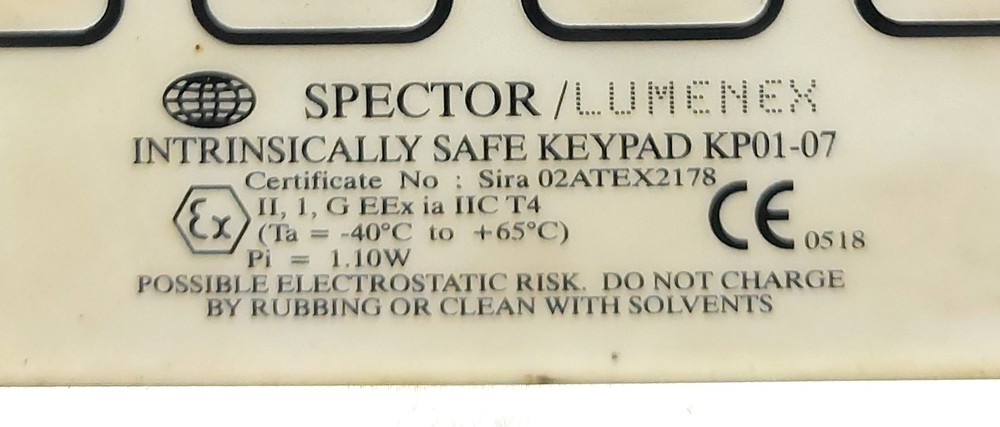 SPECTOR /LUMENEX
INTRINSICALLY SAFE KEYPAD KP01-07
Certificate No : Sira 02ATEX2178
Ex II, 1, G EEx ia IIC T4
(Ta = -40°C to +65°C)
CE 0518
Pi = 1.10W
POSSIBLE ELECTROSTATIC RISK. DO NOT CHARGE
BY RUBBING OR CLEAN WITH SOLVENTS